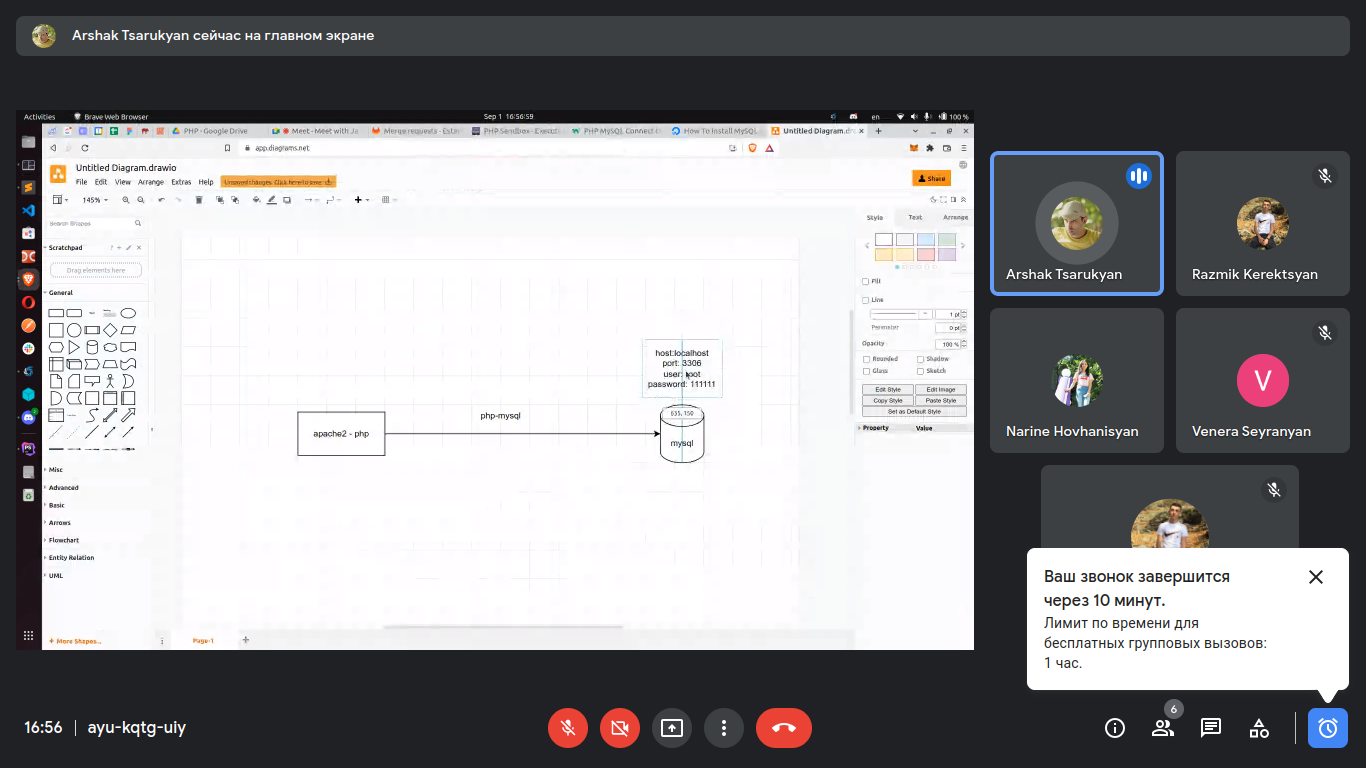 Arshak Tsarukyan сейчас на главном экране
Activities
Brave Web Browser
Sep 1 16:56:59
en
100 %
PHP - Google Drive
Meet - Meet with Ja
Merge requests - Estin
PHP Sandbox - Executi
PHP MySQL Connect t
How To Install MySQL
Untitled Diagram.dr
app.diagrams.net
Untitled Diagram.drawio
File Edit View Arrange Extras Help
Unsaved changes. Click here to save.
Share
145%
Style Text Arrange
Scratchpad
Drag elements here
General
Fill
Line
1 pt
Perimeter
0 pt
Opacity
100 %
Rounded Shadow
Glass Sketch
Edit Style Edit Image
Copy Style Paste Style
Set as Default Style
Property Value
host:localhost
port: 3306
user: root
password: 111111
635, 150
php-mysql
apache2 - php
mysql
Misc
Advanced
Basic
Arrows
Flowchart
Entity Relation
UML
+ More Shapes...
Page-1
Arshak Tsarukyan
Razmik Kerektsyan
Narine Hovhanisyan
V
Venera Seyranyan
Ваш звонок завершится
через 10 минут.
Лимит по времени для
бесплатных групповых вызовов:
1 час.
16:56
ayu-kqtg-uiy
6